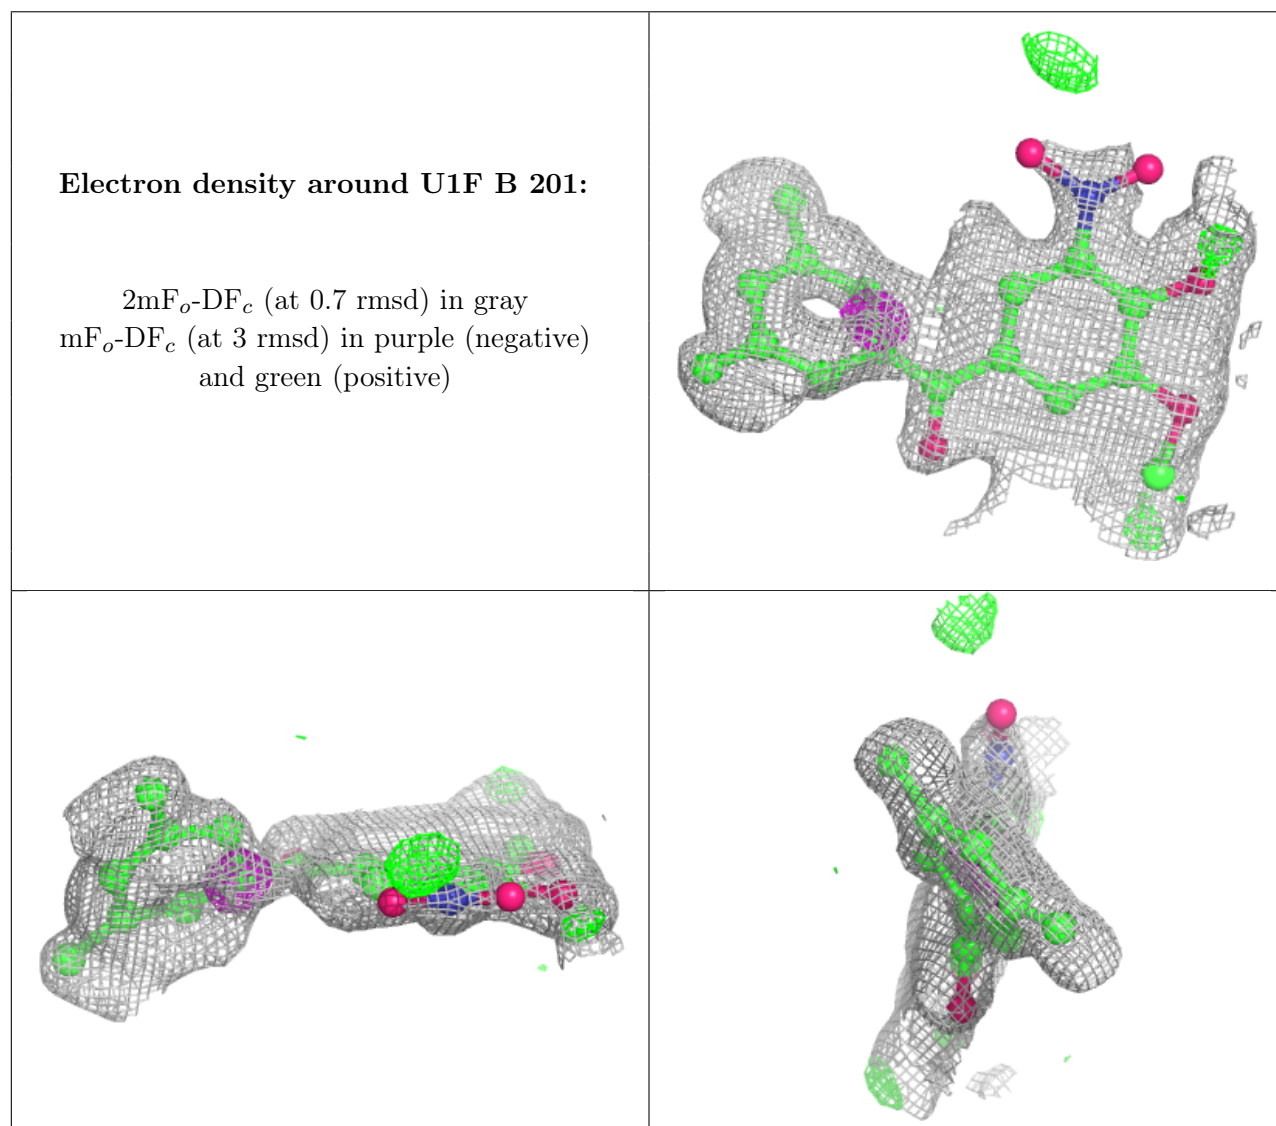 Electron density around U1F B 201:
2mFo-DFc (at 0.7 rmsd) in gray
mFo-DFc (at 3 rmsd) in purple (negative)
and green (positive)